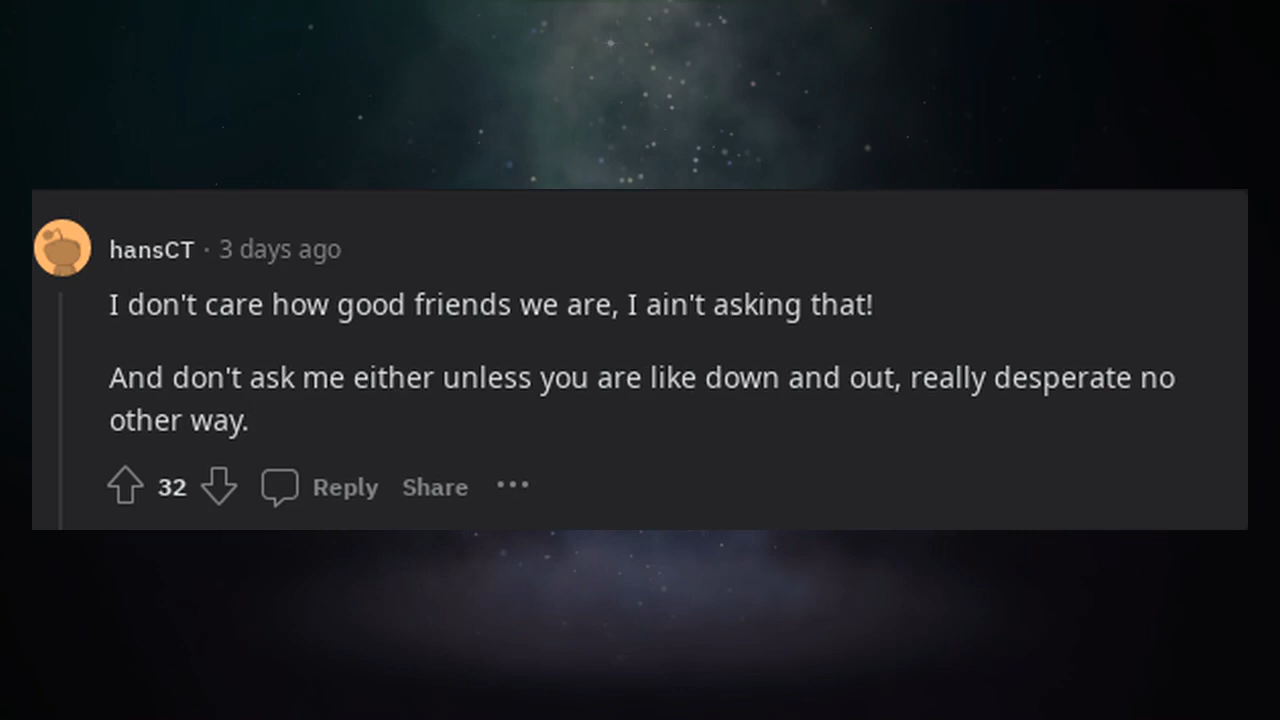 hansCT · 3 days ago
I don't care how good friends we are, I ain't asking that!
And don't ask me either unless you are like down and out, really desperate no
other way.
32 Reply Share •••